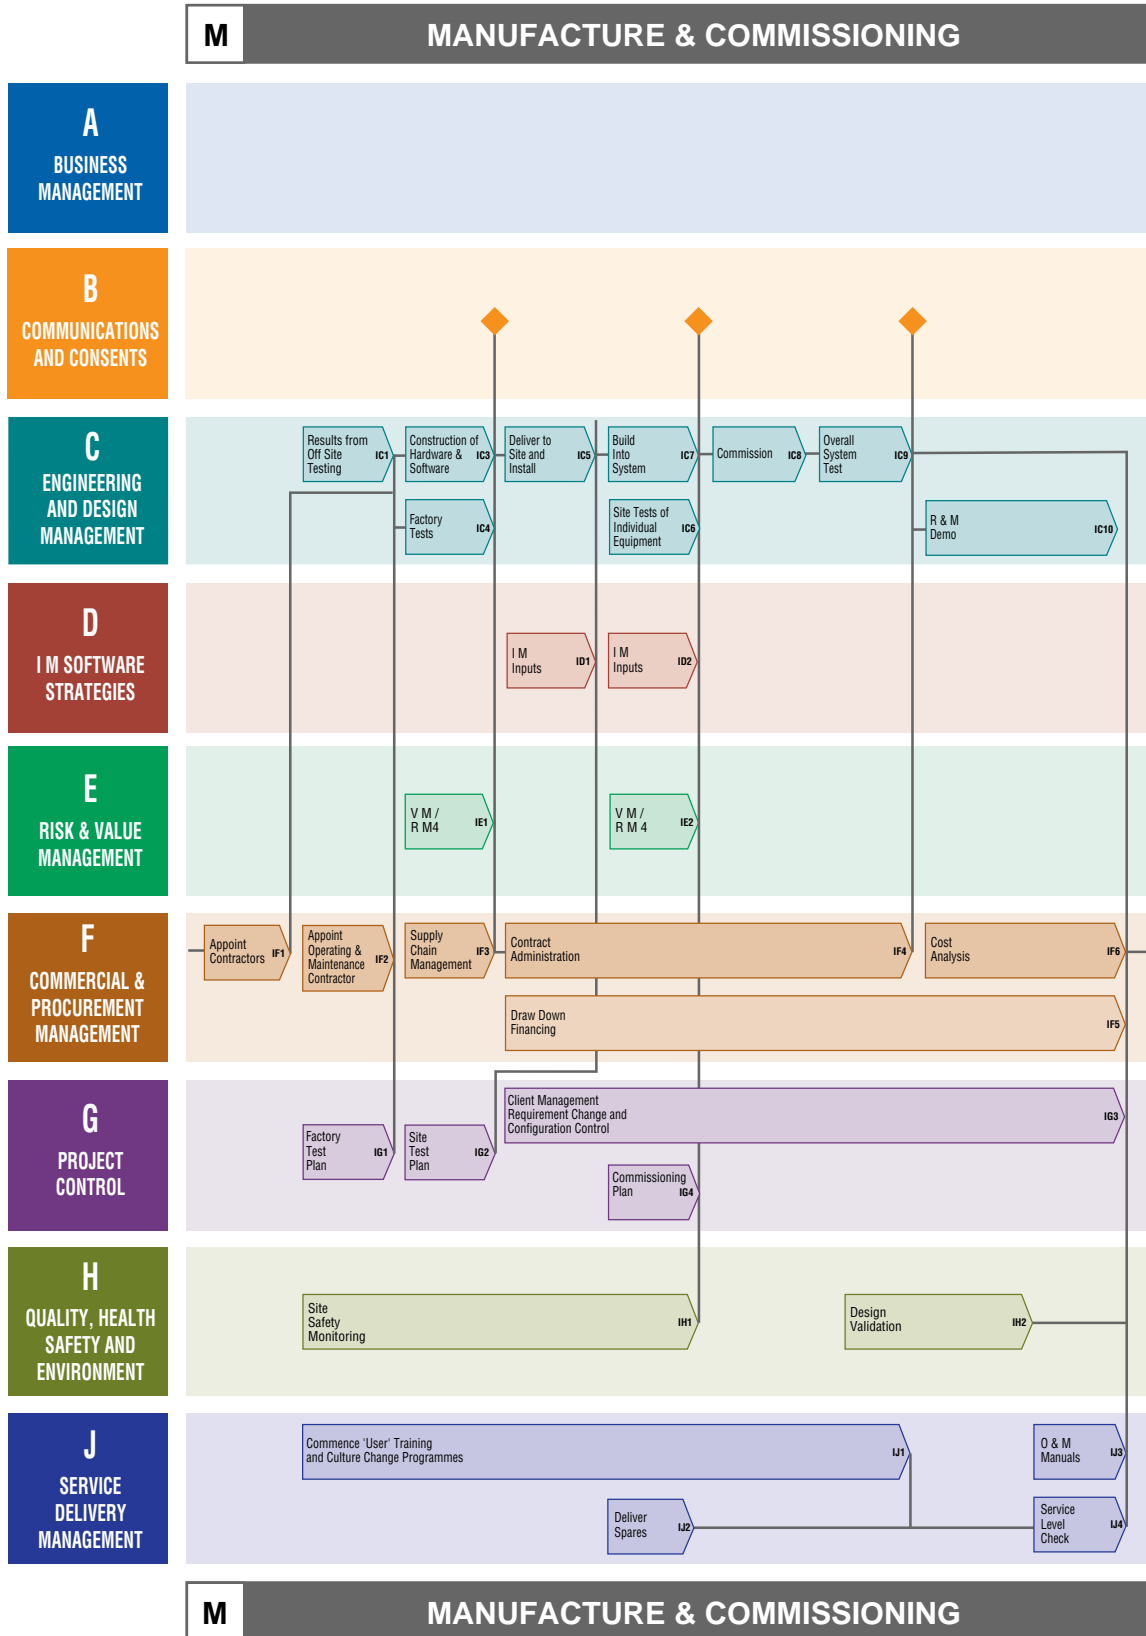 M
MANUFACTURE & COMMISSIONING
A
BUSINESS
MANAGEMENT
B
COMMUNICATIONS
AND CONSENTS
C
ENGINEERING
AND DESIGN
MANAGEMENT
Results from
Off Site
Testing
IC1
Construction of
Hardware &
Software
IC3
Deliver to
Site and
Install
IC5
Build
Into
System
IC7
Commission
IC8
Overall
System
Test
IC9
Factory
Tests
IC4
Site Tests of
Individual
Equipment
IC6
R & M
Demo
IC10
D
I M SOFTWARE
STRATEGIES
I M
Inputs
ID1
I M
Inputs
ID2
E
RISK & VALUE
MANAGEMENT
V M /
R M4
IE1
V M /
R M 4
IE2
F
COMMERCIAL &
PROCUREMENT
MANAGEMENT
Appoint
Contractors
IF1
Appoint
Operating &
Maintenance
Contractor
IF2
Supply
Chain
Management
IF3
Contract
Administration
IF4
Cost
Analysis
IF6
Draw Down
Financing
IF5
G
PROJECT
CONTROL
Client Management
Requirement Change and
Configuration Control
IG3
Factory
Test
Plan
IG1
Site
Test
Plan
IG2
Commissioning
Plan
IG4
H
QUALITY, HEALTH
SAFETY AND
ENVIRONMENT
Site
Safety
Monitoring
IH1
Design
Validation
IH2
J
SERVICE
DELIVERY
MANAGEMENT
Commence 'User' Training
and Culture Change Programmes
IJ1
O & M
Manuals
IJ3
Deliver
Spares
IJ2
Service
Level
Check
IJ4
M
MANUFACTURE & COMMISSIONING